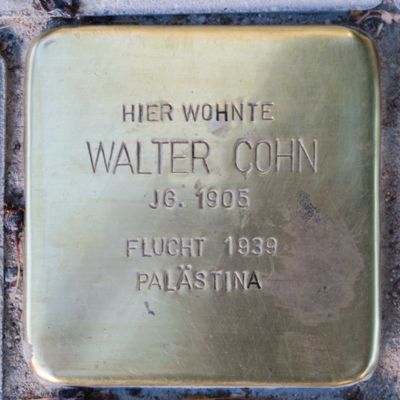 HIER WOHNTE
WALTER COHN
JG. 1905
FLUCHT 1939
PALÄSTINA